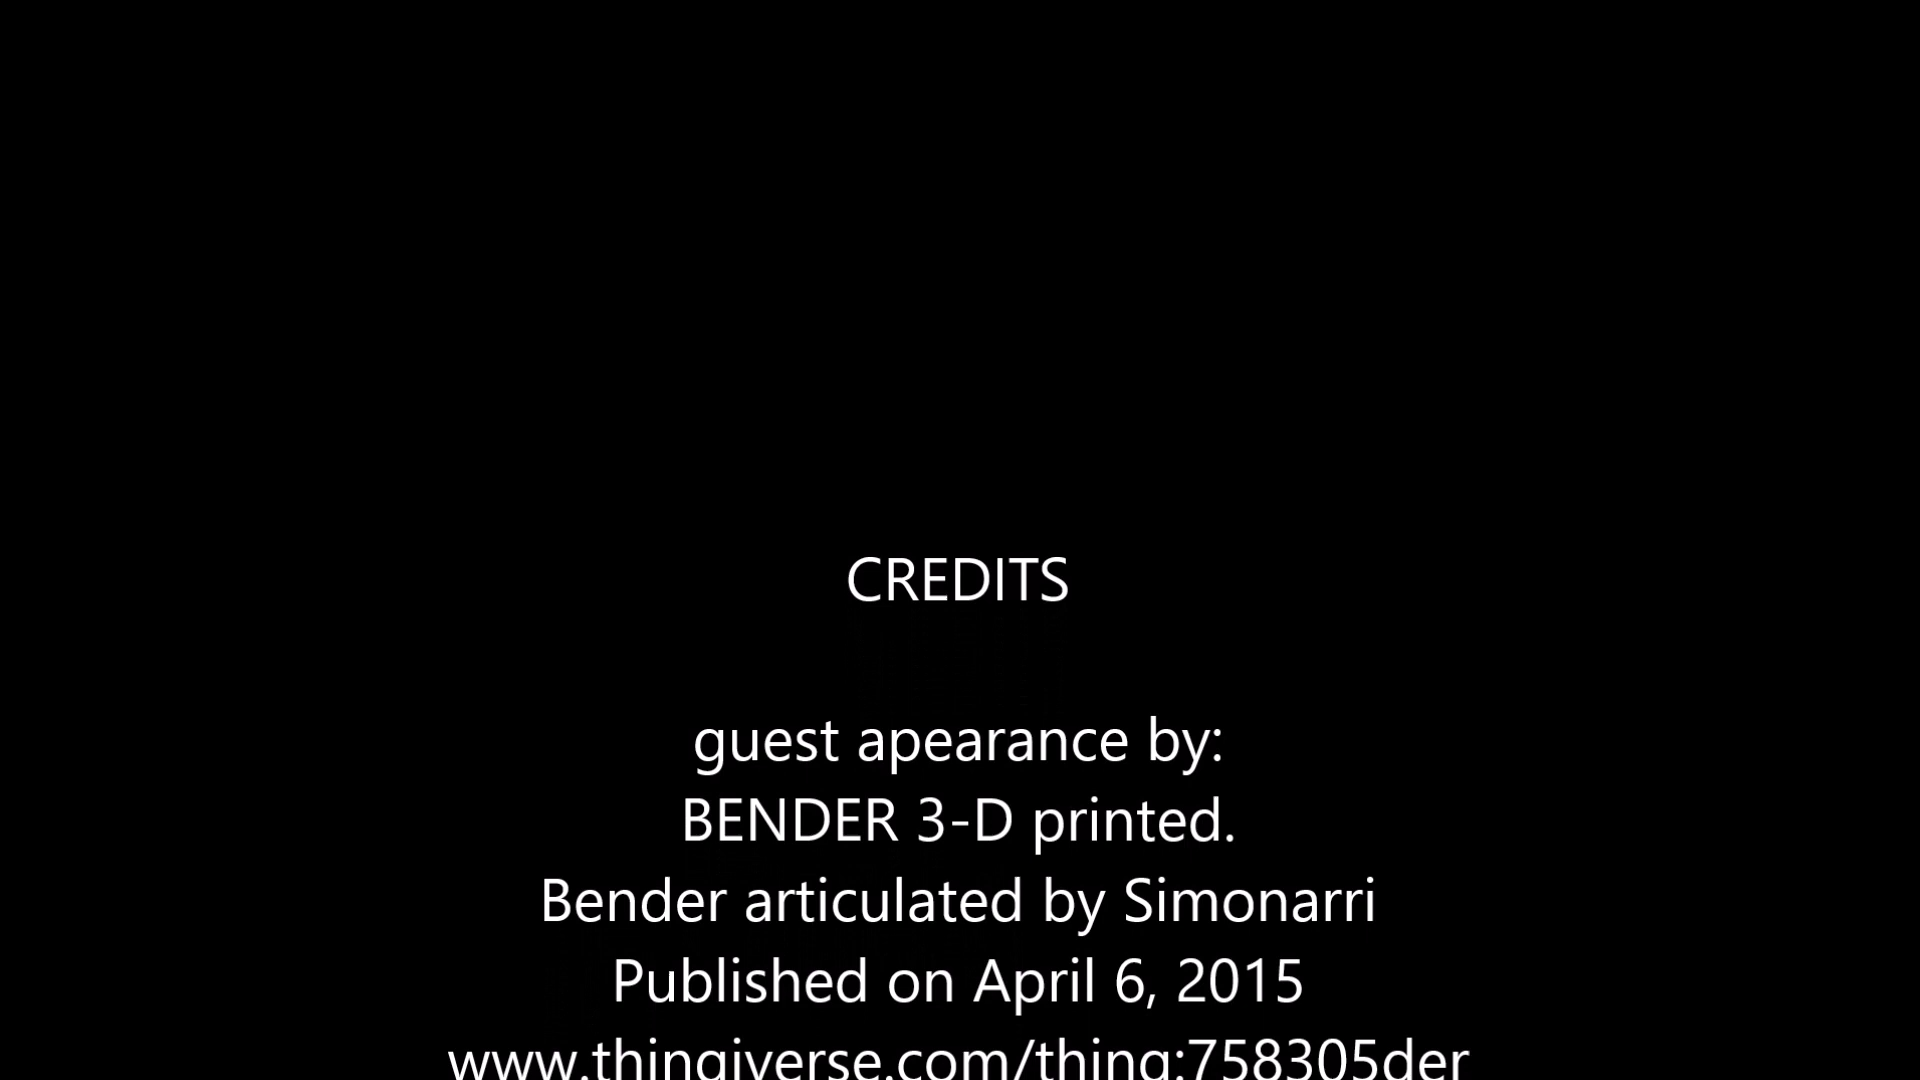 CREDITS
guest apearance by:
BENDER 3-D printed.
Bender articulated by Simonarri
Published on April 6, 2015
www.thingiverse.com/thing:758305der